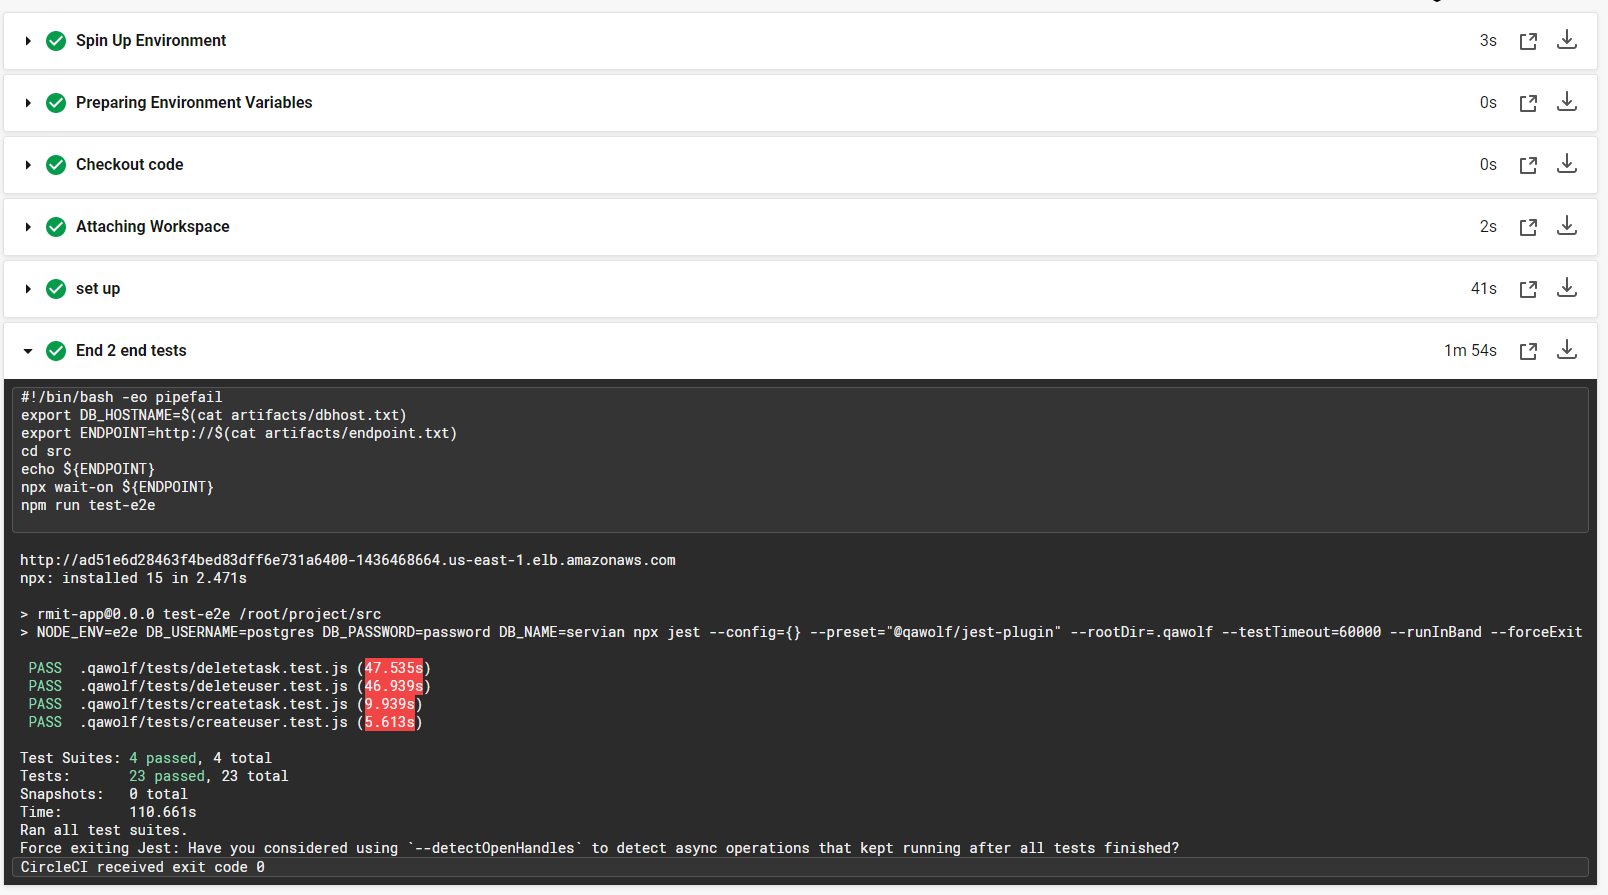 Spin Up Environment 3s
Preparing Environment Variables 0s
Checkout code 0s
Attaching Workspace 2s
set up 41s
End 2 end tests 1m 54s
#!/bin/bash -eo pipefail
export DB_HOSTNAME=$(cat artifacts/dbhost.txt)
export ENDPOINT=http://$(cat artifacts/endpoint.txt)
cd src
echo ${ENDPOINT}
npx wait-on ${ENDPOINT}
npm run test-e2e
http://ad51e6d28463f4bed83dff6e731a6400-1436468664.us-east-1.elb.amazonaws.com
npx: installed 15 in 2.471s
> rmit-app@0.0.0 test-e2e /root/project/src
> NODE_ENV=e2e DB_USERNAME=postgres DB_PASSWORD=password DB_NAME=servian npx jest --config={} --preset="@qawolf/jest-plugin" --rootDir=.qawolf --testTimeout=60000 --runInBand --forceExit
PASS .qawolf/tests/deletetask.test.js (47.535s)
PASS .qawolf/tests/deleteuser.test.js (46.939s)
PASS .qawolf/tests/createtask.test.js (9.939s)
PASS .qawolf/tests/createuser.test.js (5.613s)
Test Suites: 4 passed, 4 total
Tests: 23 passed, 23 total
Snapshots: 0 total
Time: 110.661s
Ran all test suites.
Force exiting Jest: Have you considered using `--detectOpenHandles` to detect async operations that kept running after all tests finished?
CircleCI received exit code 0